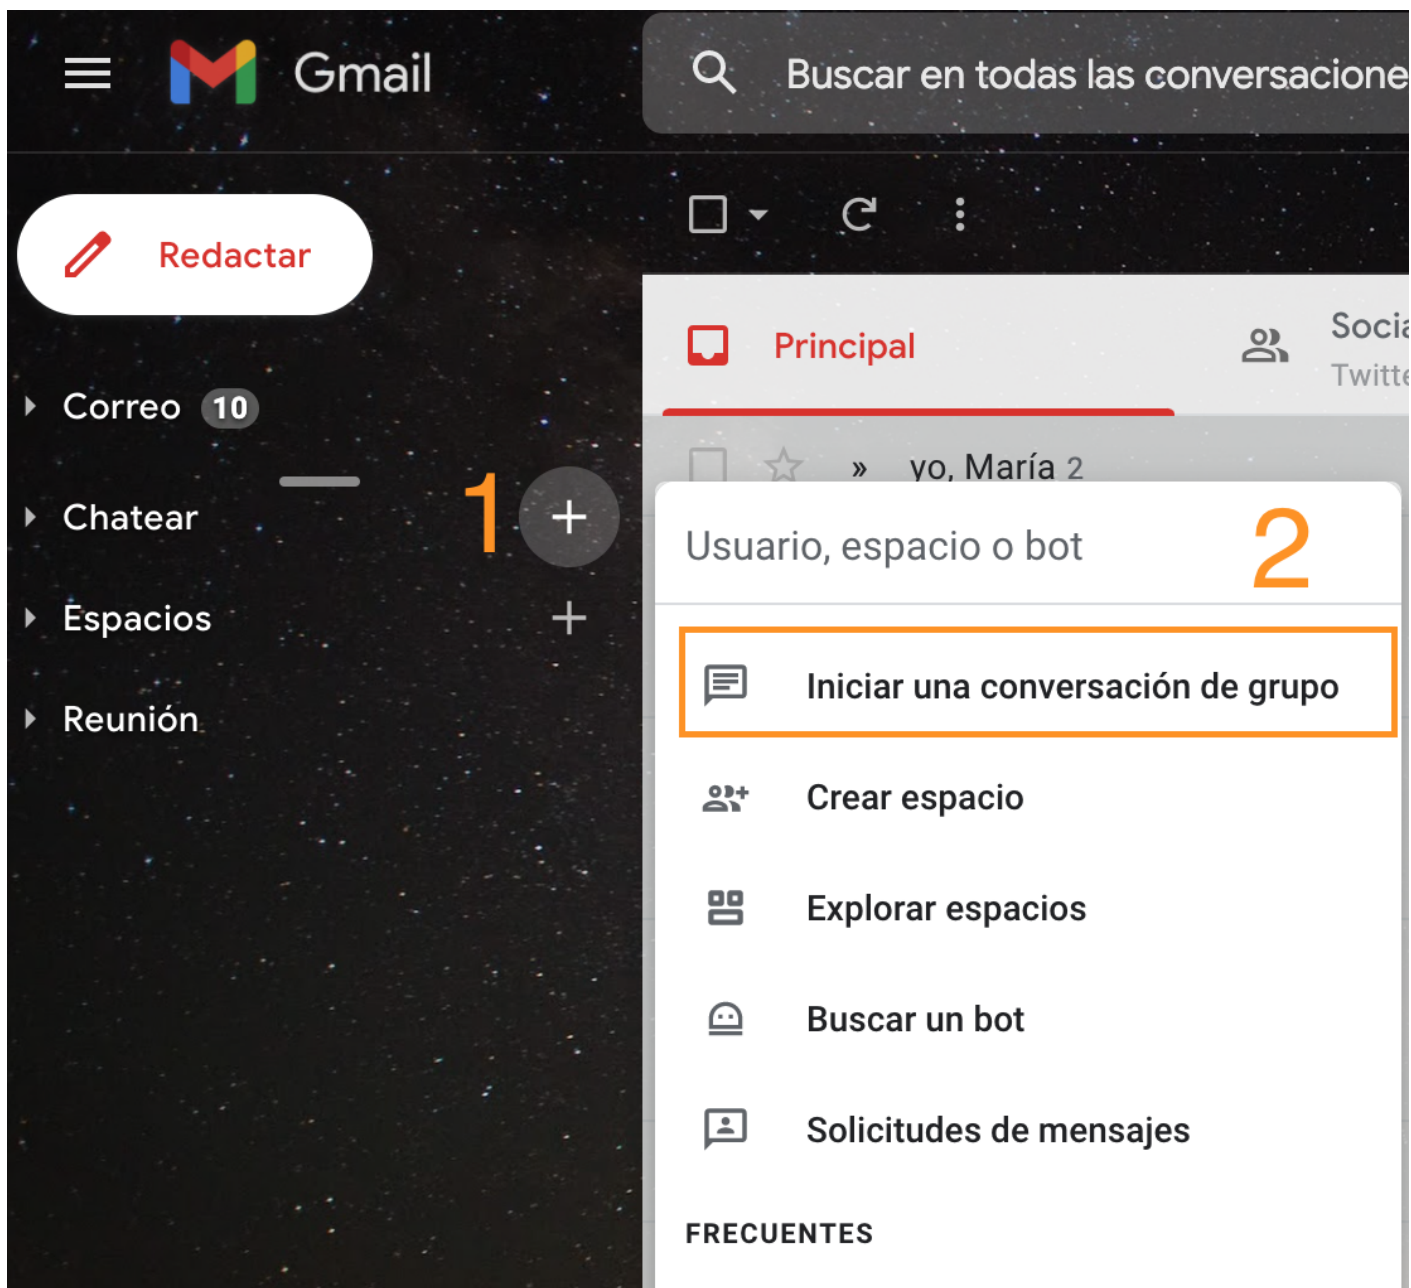 Gmail
Buscar en todas las conversacione
Redactar
Principal
Socia
Twitte
Correo 10
» yo, María 2
Chatear 1 +
Usuario, espacio o bot 2
Espacios +
Iniciar una conversación de grupo
Reunión
Crear espacio
Explorar espacios
Buscar un bot
Solicitudes de mensajes
FRECUENTES